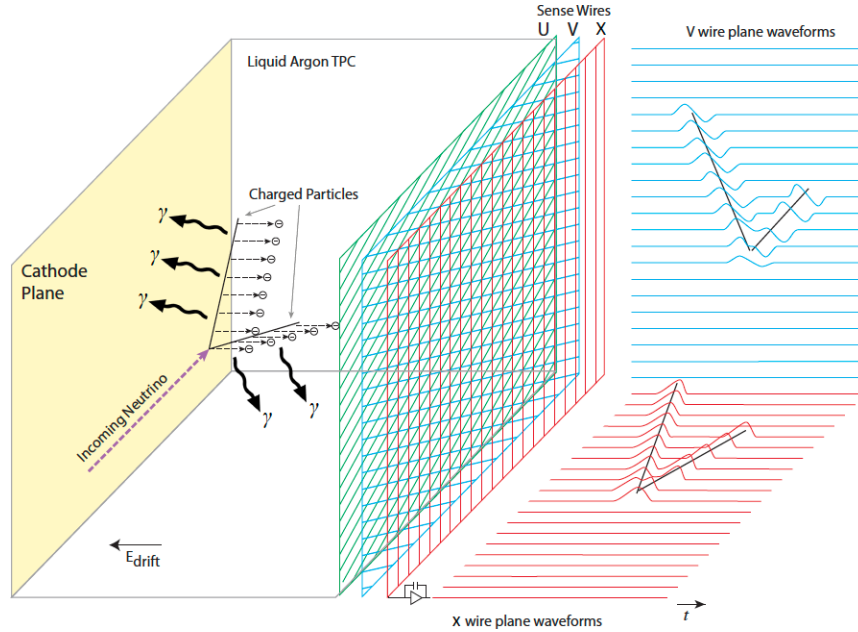 Sense Wires
U V X
V wire plane waveforms
Liquid Argon TPC
Charged Particles
γ
γ
γ
Cathode
Plane
γ
γ
Incoming Neutrino
Edrift
t
X wire plane waveforms